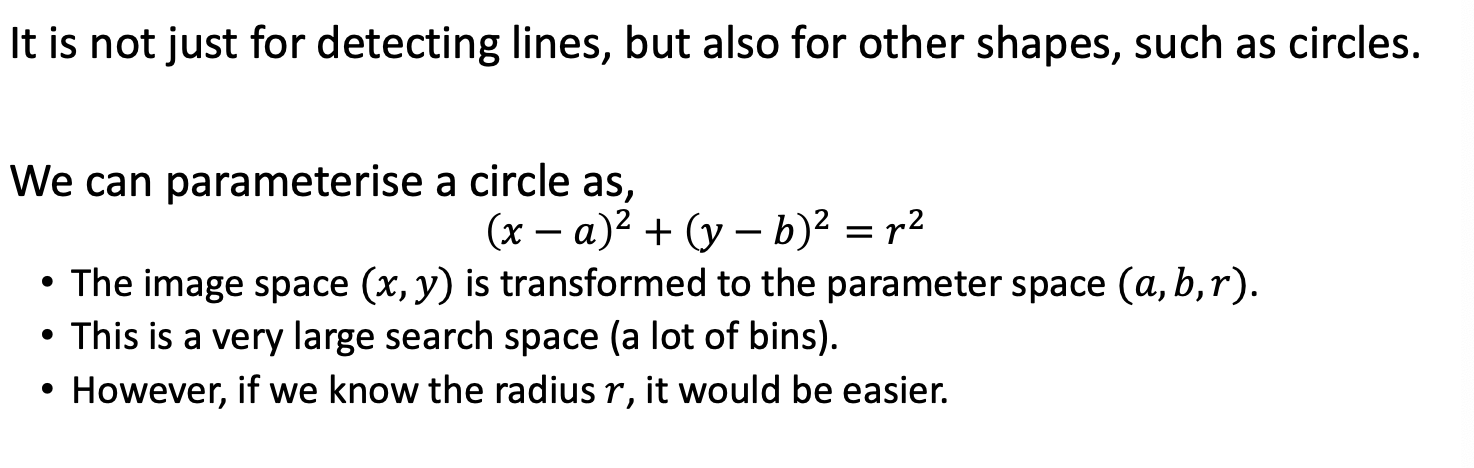 It is not just for detecting lines, but also for other shapes, such as circles.
We can parameterise a circle as,
(x − a)² + (y − b)² = r²
• The image space (x, y) is transformed to the parameter space (a, b, r).
• This is a very large search space (a lot of bins).
• However, if we know the radius r, it would be easier.